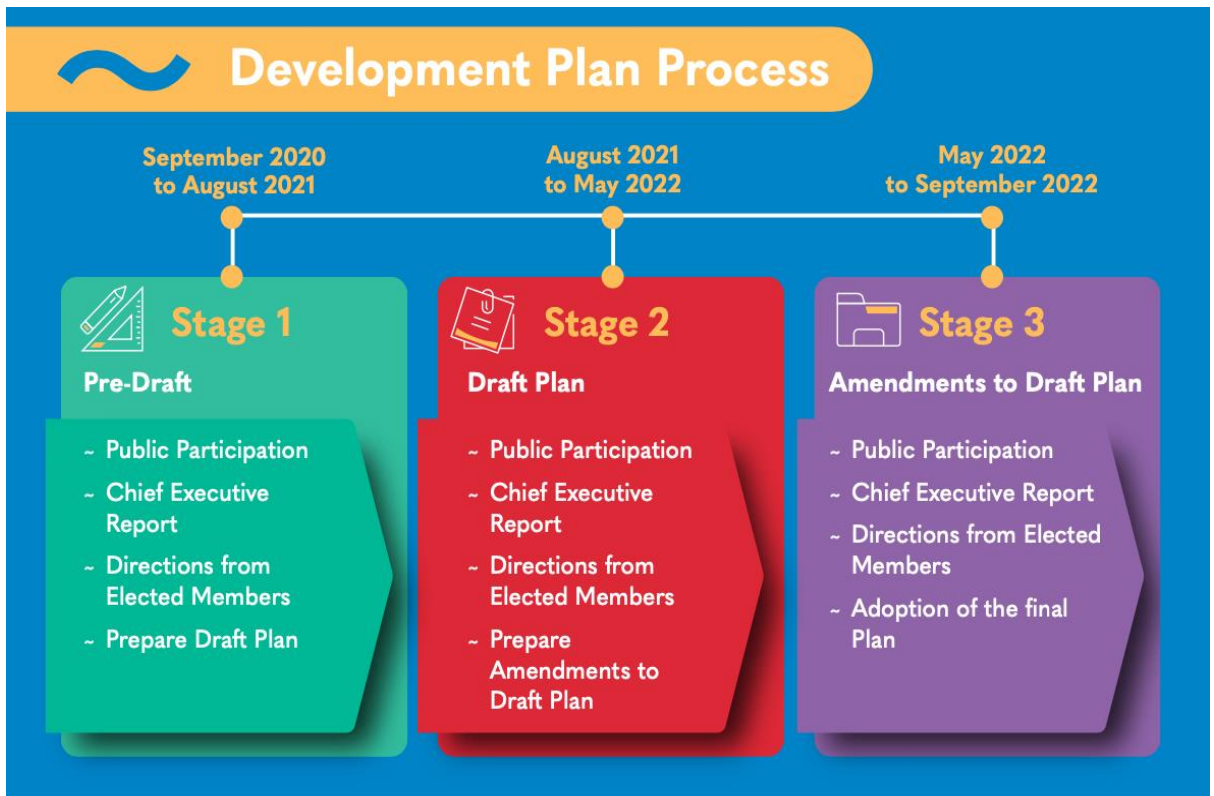 Development Plan Process
September 2020
to August 2021
August 2021
to May 2022
May 2022
to September 2022
Stage 1
Pre-Draft
~ Public Participation
~ Chief Executive
Report
~ Directions from
Elected Members
~ Prepare Draft Plan
Stage 2
Draft Plan
~ Public Participation
~ Chief Executive
Report
~ Directions from
Elected Members
~ Prepare
Amendments to
Draft Plan
Stage 3
Amendments to Draft Plan
~ Public Participation
~ Chief Executive Report
~ Directions from Elected
Members
~ Adoption of the final
Plan